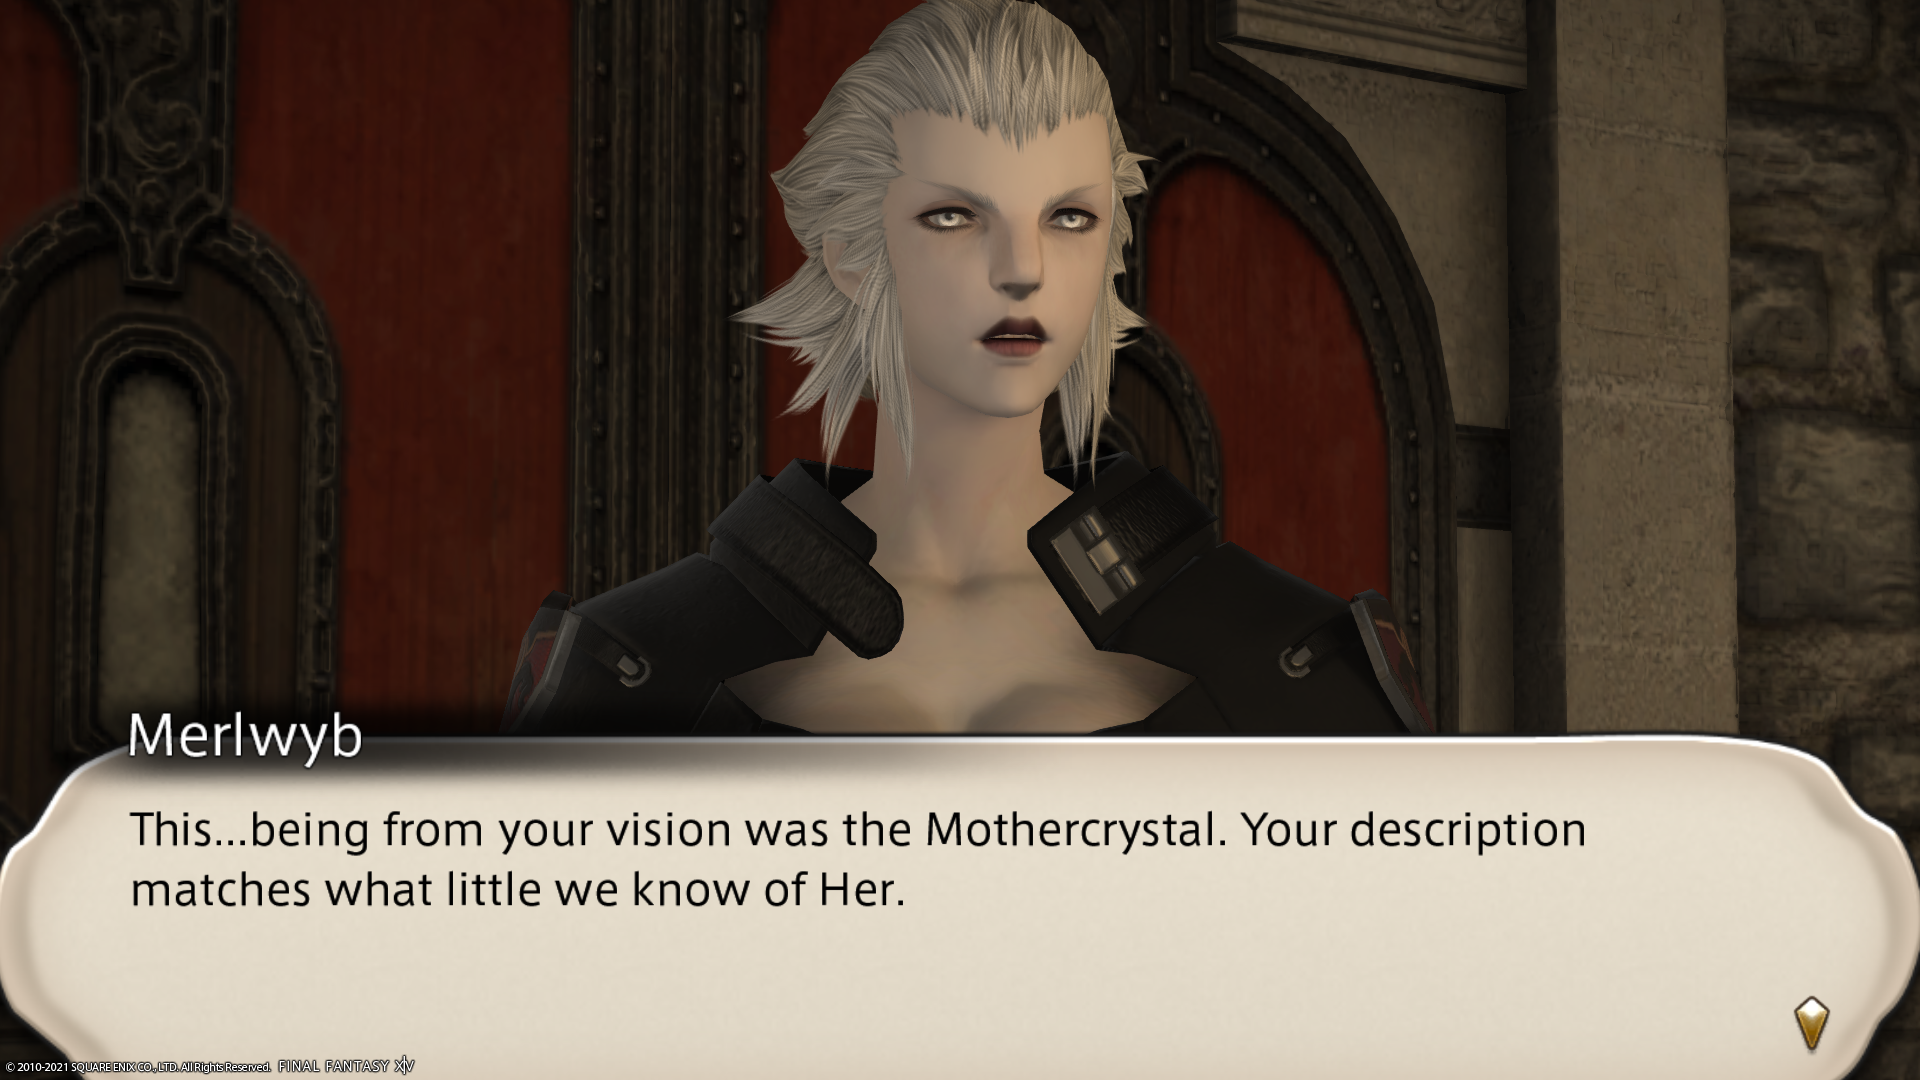 Merlwyb
This...being from your vision was the Mothercrystal. Your description
matches what little we know of Her.
© 2010-2021 SQUARE ENIX CO., LTD. All Rights Reserved. FINAL FANTASY XIV